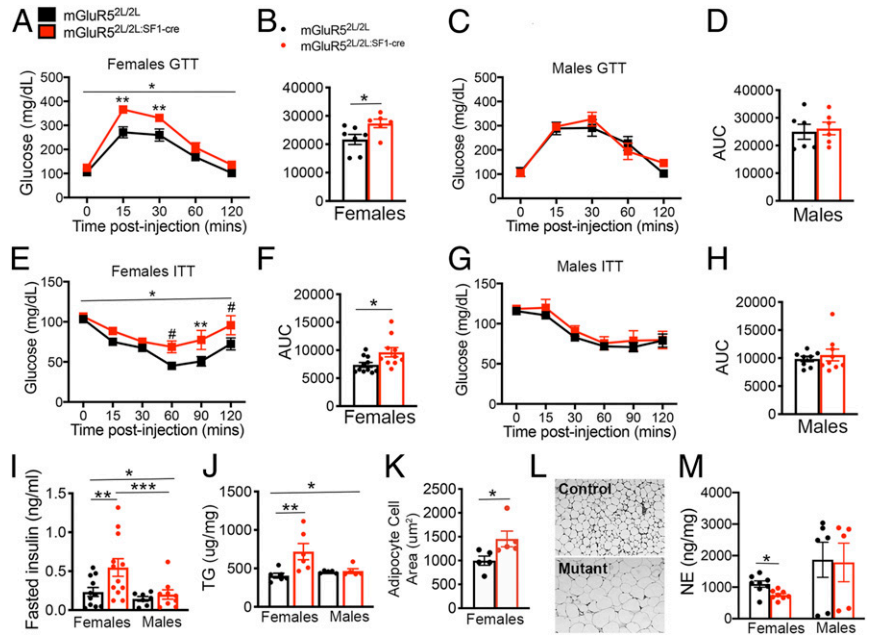 A
mGluR5 2L/2L
mGluR5 2L/2L:SF1-cre
Females GTT
*
** **
Glucose (mg/dL)
500
400
300
200
100
0
0 15 30 60 120
Time post-injection (mins)
B
mGluR5 2L/2L
mGluR5 2L/2L:SF1-cre
*
40000
30000
20000
10000
0
Females
C
Males GTT
Glucose (mg/dL)
500
400
300
200
100
0
0 15 30 60 120
Time post-injection (mins)
D
AUC
40000
30000
20000
10000
0
Males
E
Females ITT
*
# ** #
Glucose (mg/dL)
150
100
50
0
0 15 30 60 90 120
Time post-injection (mins)
F
*
AUC
20000
15000
10000
5000
0
Females
G
Males ITT
Glucose (mg/dL)
150
100
50
0
0 15 30 60 90 120
Time post-injection (mins)
H
AUC
20000
15000
10000
5000
0
Males
I
*
** ***
Fasted insulin (ng/ml)
1.5
1.0
0.5
0.0
Females Males
J
*
**
TG (ug/mg)
1500
1000
500
0
Females Males
K
*
Adipocyte Cell
Area (um²)
2500
2000
1500
1000
500
0
Females
L
Control
Mutant
M
*
NE (ng/mg)
4000
3000
2000
1000
0
Females Males